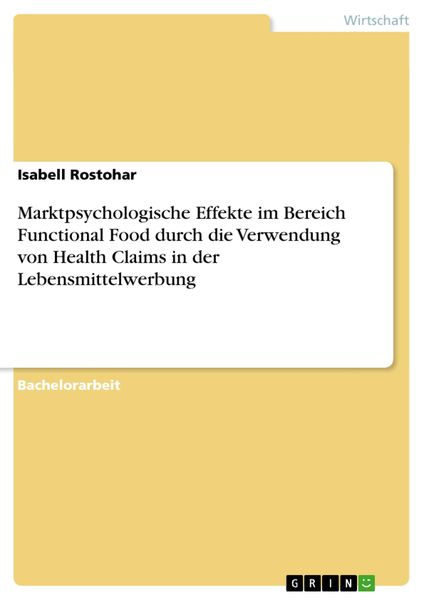 Wirtschaft
Isabell Rostohar
Marktpsychologische Effekte im Bereich
Functional Food durch die Verwendung
von Health Claims in der
Lebensmittelwerbung
Bachelorarbeit
GRIN